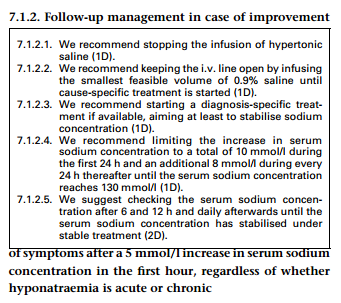 7.1.2. Follow-up management in case of improvement
7.1.2.1. We recommend stopping the infusion of hypertonic
saline (1D).
7.1.2.2. We recommend keeping the i.v. line open by infusing
the smallest feasible volume of 0.9% saline until
cause-specific treatment is started (1D).
7.1.2.3. We recommend starting a diagnosis-specific treat-
ment if available, aiming at least to stabilise sodium
concentration (1D).
7.1.2.4. We recommend limiting the increase in serum
sodium concentration to a total of 10 mmol/l during
the first 24 h and an additional 8 mmol/l during every
24 h thereafter until the serum sodium concentration
reaches 130 mmol/l (1D).
7.1.2.5. We suggest checking the serum sodium concen-
tration after 6 and 12 h and daily afterwards until the
serum sodium concentration has stabilised under
stable treatment (2D).
of symptoms after a 5 mmol/l increase in serum sodium
concentration in the first hour, regardless of whether
hyponatraemia is acute or chronic